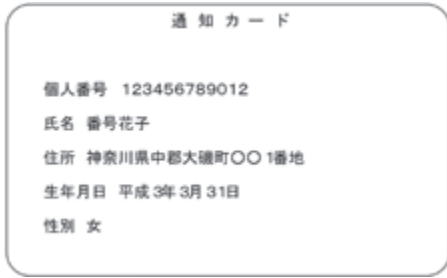 通知カード
個人番号 123456789012
氏名 番号花子
住所 神奈川県中郡大磯町〇〇1番地
生年月日 平成3年3月31日
性別 女